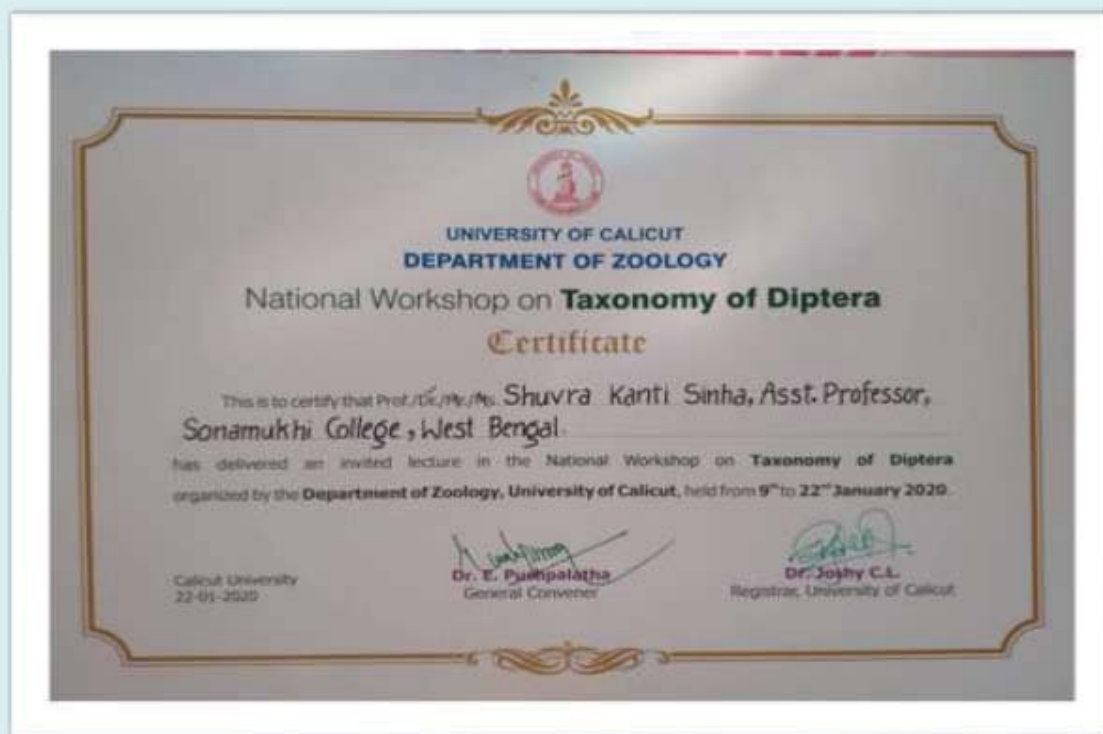 UNIVERSITY OF CALICUT
DEPARTMENT OF ZOOLOGY
National Workshop on Taxonomy of Diptera
Certificate
This is to certify that Prof./Dr./Mr./Ms. Shuvra Kanti Sinha, Asst. Professor,
Sonamukhi College, West Bengal.
has delivered an invited lecture in the National Workshop on Taxonomy of Diptera
organized by the Department of Zoology, University of Calicut, held from 9th to 22nd January 2020.
Calicut University
22-01-2020
Dr. E. Pushpalatha
General Convener
Dr. Joshy C.L.
Registrar, University of Calicut